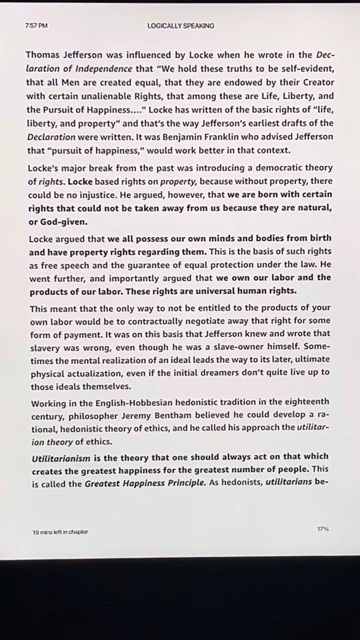 7:57 PM
LOGICALLY SPEAKING
Thomas Jefferson was influenced by Locke when he wrote in the Dec-
laration of Independence that “We hold these truths to be self-evident,
that all Men are created equal, that they are endowed by their Creator
with certain unalienable Rights, that among these are Life, Liberty, and
the Pursuit of Happiness....” Locke has written of the basic rights of “life,
liberty, and property” and that’s the way Jefferson’s earliest drafts of the
Declaration were written. It was Benjamin Franklin who advised Jefferson
that “pursuit of happiness,” would work better in that context.
Locke’s major break from the past was introducing a democratic theory
of rights. Locke based rights on property, because without property, there
could be no injustice. He argued, however, that we are born with certain
rights that could not be taken away from us because they are natural,
or God-given.
Locke argued that we all possess our own minds and bodies from birth
and have property rights regarding them. This is the basis of such rights
as free speech and the guarantee of equal protection under the law. He
went further, and importantly argued that we own our labor and the
products of our labor. These rights are universal human rights.
This meant that the only way to not be entitled to the products of your
own labor would be to contractually negotiate away that right for some
form of payment. It was on this basis that Jefferson knew and wrote that
slavery was wrong, even though he was a slave-owner himself. Some-
times the mental realization of an ideal leads the way to its later, ultimate
physical actualization, even if the initial dreamers don’t quite live up to
those ideals themselves.
Working in the English-Hobbesian hedonistic tradition in the eighteenth
century, philosopher Jeremy Bentham believed he could develop a ra-
tional, hedonistic theory of ethics, and he called his approach the utilitar-
ian theory of ethics.
Utilitarianism is the theory that one should always act on that which
creates the greatest happiness for the greatest number of people. This
is called the Greatest Happiness Principle. As hedonists, utilitarians be-
19 mins left in chapter
17%